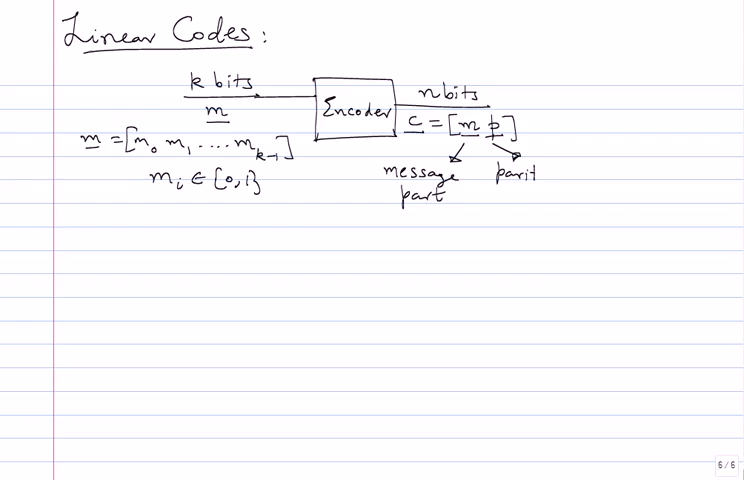 Linear Codes:
k bits
m
m = [m0 m1 .... mk-1]
mi ∈ {0,1}
Encoder
n bits
c = [m p]
message
part
parit
6/6